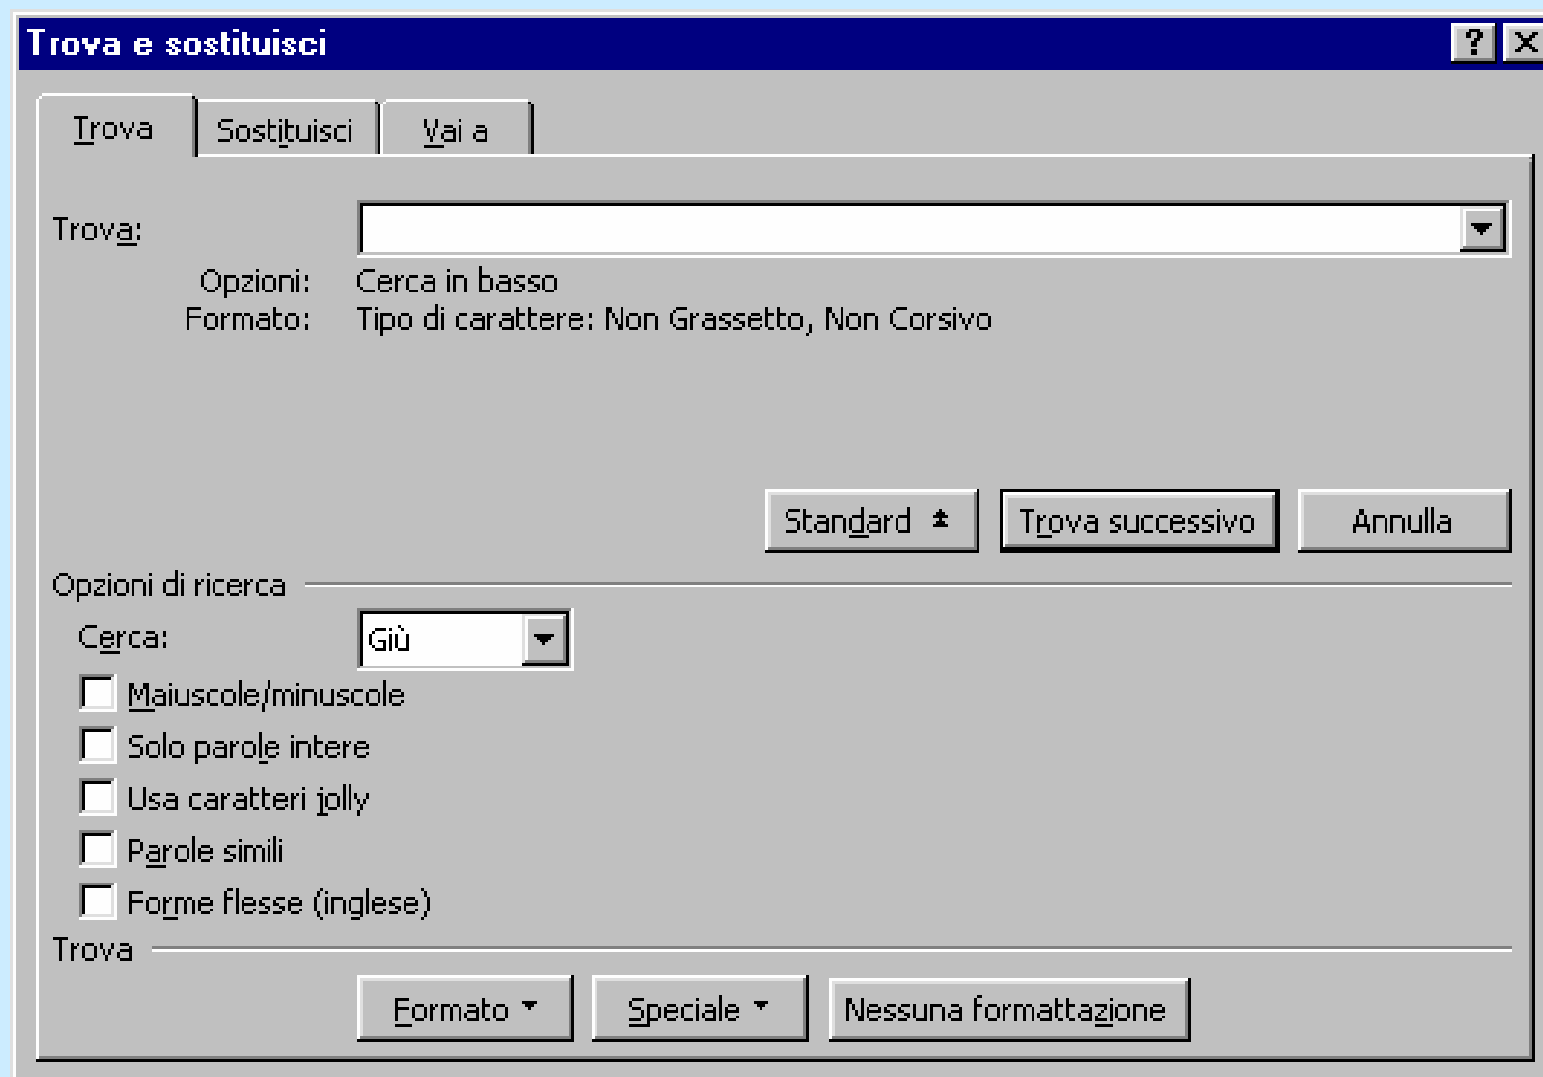 Trova e sostituisci ?
Trova Sostituisci Vai a
Trova:
Opzioni: Cerca in basso
Formato: Tipo di carattere: Non Grassetto, Non Corsivo
Standard Trova successivo Annulla
Opzioni di ricerca
Cerca: Giù
Maiuscole/minuscole
Solo parole intere
Usa caratteri jolly
Parole simili
Forme flesse (inglese)
Trova
Formato Speciale Nessuna formattazione